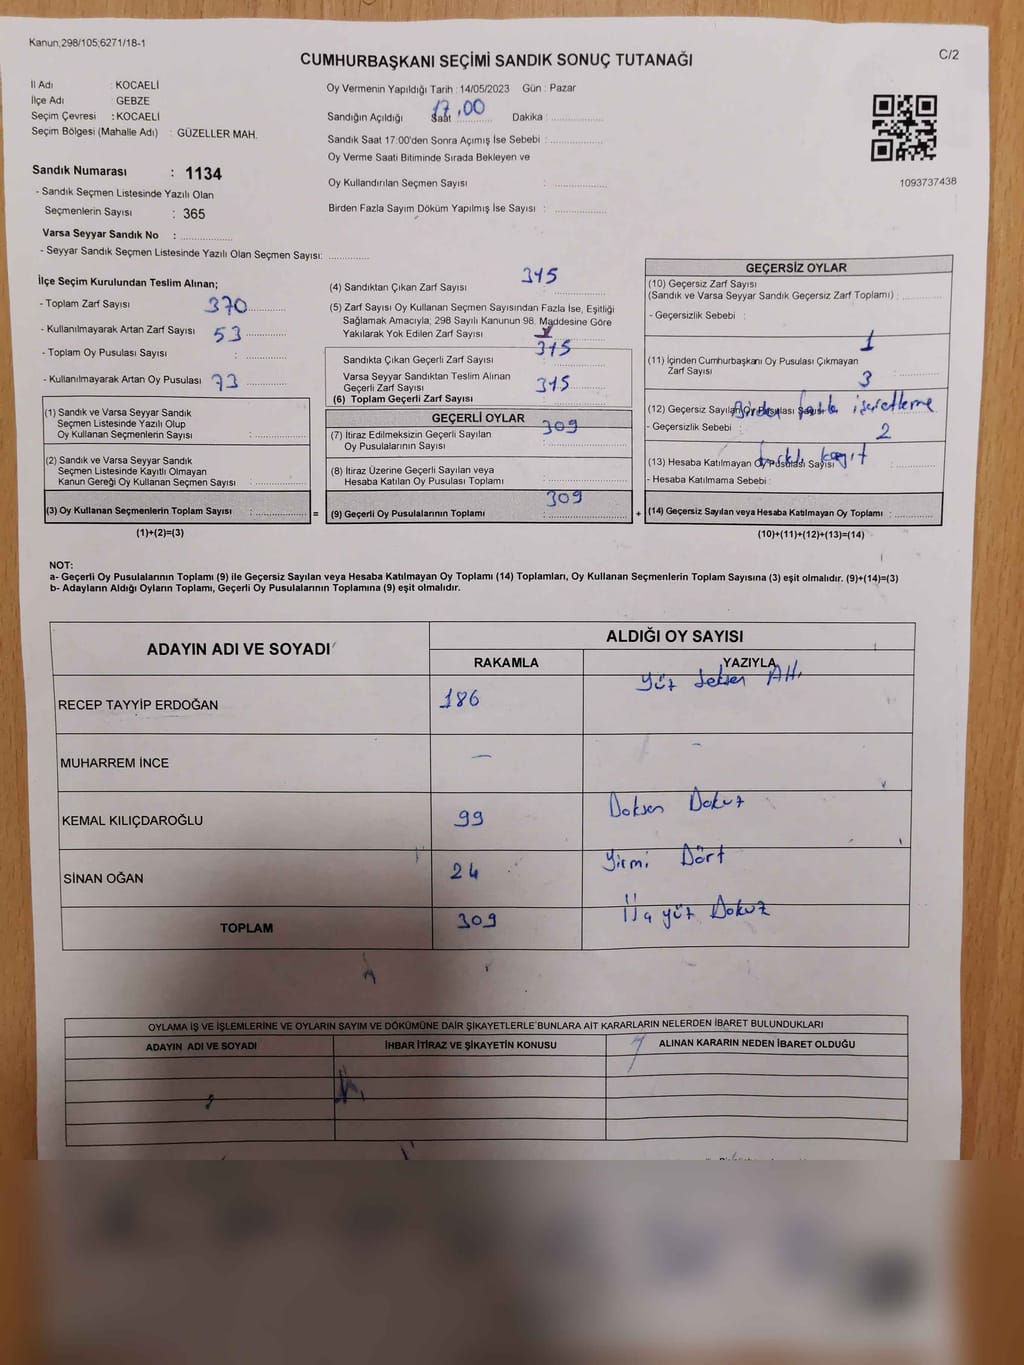 Kanun;298/105;6271/18-1
CUMHURBAŞKANI SEÇİMİ SANDIK SONUÇ TUTANAĞI
C/2
İl Adı : KOCAELİ
İlçe Adı : GEBZE
Seçim Çevresi : KOCAELİ
Seçim Bölgesi (Mahalle Adı) : GÜZELLER MAH.
Sandık Numarası : 1134
- Sandık Seçmen Listesinde Yazılı Olan
Seçmenlerin Sayısı : 365
Varsa Seyyar Sandık No :
- Seyyar Sandık Seçmen Listesinde Yazılı Olan Seçmen Sayısı:
Oy Vermenin Yapıldığı Tarih : 14/05/2023 Gün : Pazar
Sandığın Açıldığı Saat 17.00 Dakika :
Sandık Saat 17:00'den Sonra Açımış İse Sebebi :
Oy Verme Saati Bitiminde Sırada Bekleyen ve
Oy Kullandırılan Seçmen Sayısı :
Birden Fazla Sayım Döküm Yapılmış İse Sayısı :
1093737438
İlçe Seçim Kurulundan Teslim Alınan;
- Toplam Zarf Sayısı 370
- Kullanılmayarak Artan Zarf Sayısı 53
- Toplam Oy Pusulası Sayısı :
- Kullanılmayarak Artan Oy Pusulası 73
(1) Sandık ve Varsa Seyyar Sandık
Seçmen Listesinde Yazılı Olup
Oy Kullanan Seçmenlerin Sayısı :
(2) Sandık ve Varsa Seyyar Sandık
Seçmen Listesinde Kayıtlı Olmayan
Kanun Gereği Oy Kullanan Seçmen Sayısı :
(3) Oy Kullanan Seçmenlerin Toplam Sayısı :
(1)+(2)=(3)
=
(4) Sandıktan Çıkan Zarf Sayısı 315
(5) Zarf Sayısı Oy Kullanan Seçmen Sayısından Fazla İse, Eşitliği
Sağlamak Amacıyla; 298 Sayılı Kanunun 98. Maddesine Göre
Yakılarak Yok Edilen Zarf Sayısı
Sandıkta Çıkan Geçerli Zarf Sayısı 315
Varsa Seyyar Sandıktan Teslim Alınan
Geçerli Zarf Sayısı 315
(6) Toplam Geçerli Zarf Sayısı
GEÇERLİ OYLAR
(7) İtiraz Edilmeksizin Geçerli Sayılan 309
Oy Pusulalarının Sayısı
(8) İtiraz Üzerine Geçerli Sayılan veya
Hesaba Katılan Oy Pusulası Toplamı :
(9) Geçerli Oy Pusulalarının Toplamı 309
+
GEÇERSİZ OYLAR
(10) Geçersiz Zarf Sayısı
(Sandık ve Varsa Seyyar Sandık Geçersiz Zarf Toplamı) :
- Geçersizlik Sebebi :
1
(11) İçinden Cumhurbaşkanı Oy Pusulası Çıkmayan
Zarf Sayısı 3
(12) Geçersiz Sayılan Oy Pusulası Sayısı Birden fazla işaretleme
- Geçersizlik Sebebi : 2
(13) Hesaba Katılmayan Oy Pusulası Sayısı farklı kağıt
- Hesaba Katılmama Sebebi :
(14) Geçersiz Sayılan veya Hesaba Katılmayan Oy Toplamı :
(10)+(11)+(12)+(13)=(14)
NOT:
a- Geçerli Oy Pusulalarının Toplamı (9) ile Geçersiz Sayılan veya Hesaba Katılmayan Oy Toplamı (14) Toplamları, Oy Kullanan Seçmenlerin Toplam Sayısına (3) eşit olmalıdır. (9)+(14)=(3)
b- Adayların Aldığı Oyların Toplamı, Geçerli Oy Pusulalarının Toplamına (9) eşit olmalıdır.
ADAYIN ADI VE SOYADI
ALDIĞI OY SAYISI
RAKAMLA YAZIYLA
RECEP TAYYİP ERDOĞAN 186 Yüz Seksen Altı
MUHARREM İNCE — -
KEMAL KILIÇDAROĞLU 99 Doksan Dokuz
SİNAN OĞAN 24 Yirmi Dört
TOPLAM 309 Üç yüz Dokuz
OYLAMA İŞ VE İŞLEMLERİNE VE OYLARIN SAYIM VE DÖKÜMÜNE DAİR ŞİKAYETLERLE BUNLARA AİT KARARLARIN NELERDEN İBARET BULUNDUKLARI
ADAYIN ADI VE SOYADI İHBAR İTİRAZ VE ŞİKAYETİN KONUSU ALINAN KARARIN NEDEN İBARET OLDUĞU